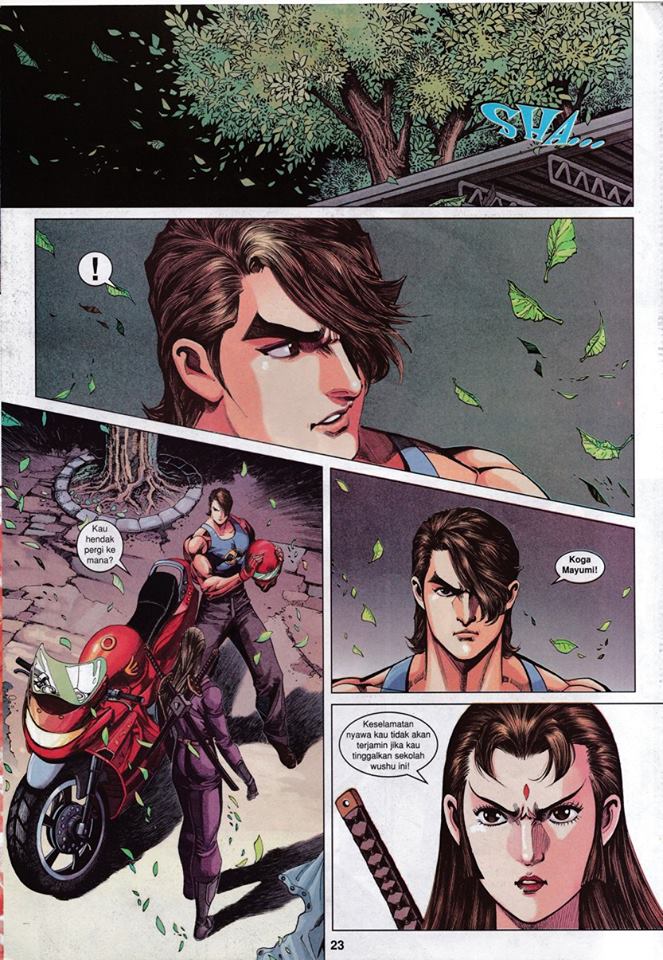 SHA...
!
Kau
hendak
pergi ke
mana?
Koga
Mayumi!
Keselamatan
nyawa kau tidak akan
terjamin jika kau
tinggalkan sekolah
wushu ini!
23